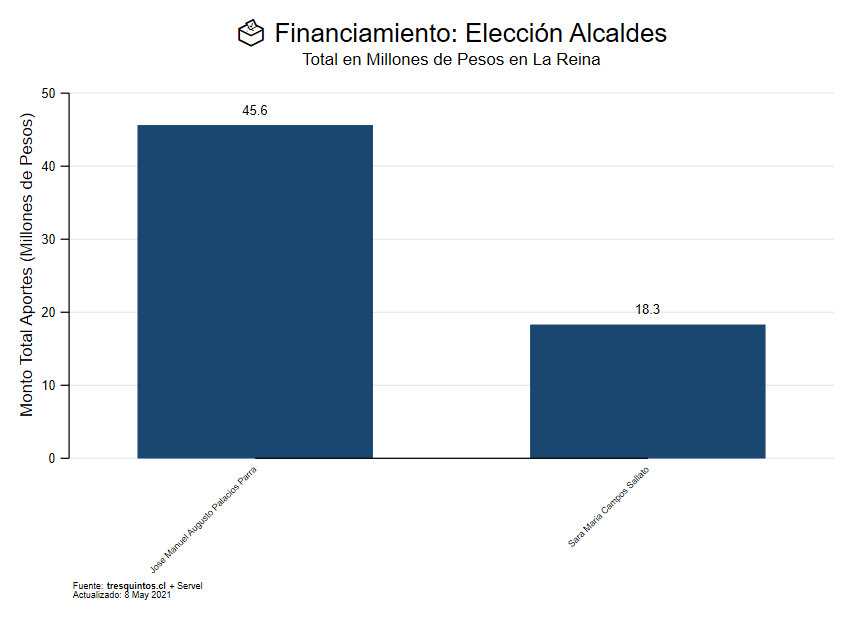 🗳 Financiamiento: Elección Alcaldes
Total en Millones de Pesos en La Reina
Monto Total Aportes (Millones de Pesos)
50
40
30
20
10
0
45.6
18.3
Jose Manuel Augusto Palacios Parra
Sara Maria Campos Sallato
Fuente: tresquintos.cl + Servel
Actualizado: 8 May 2021